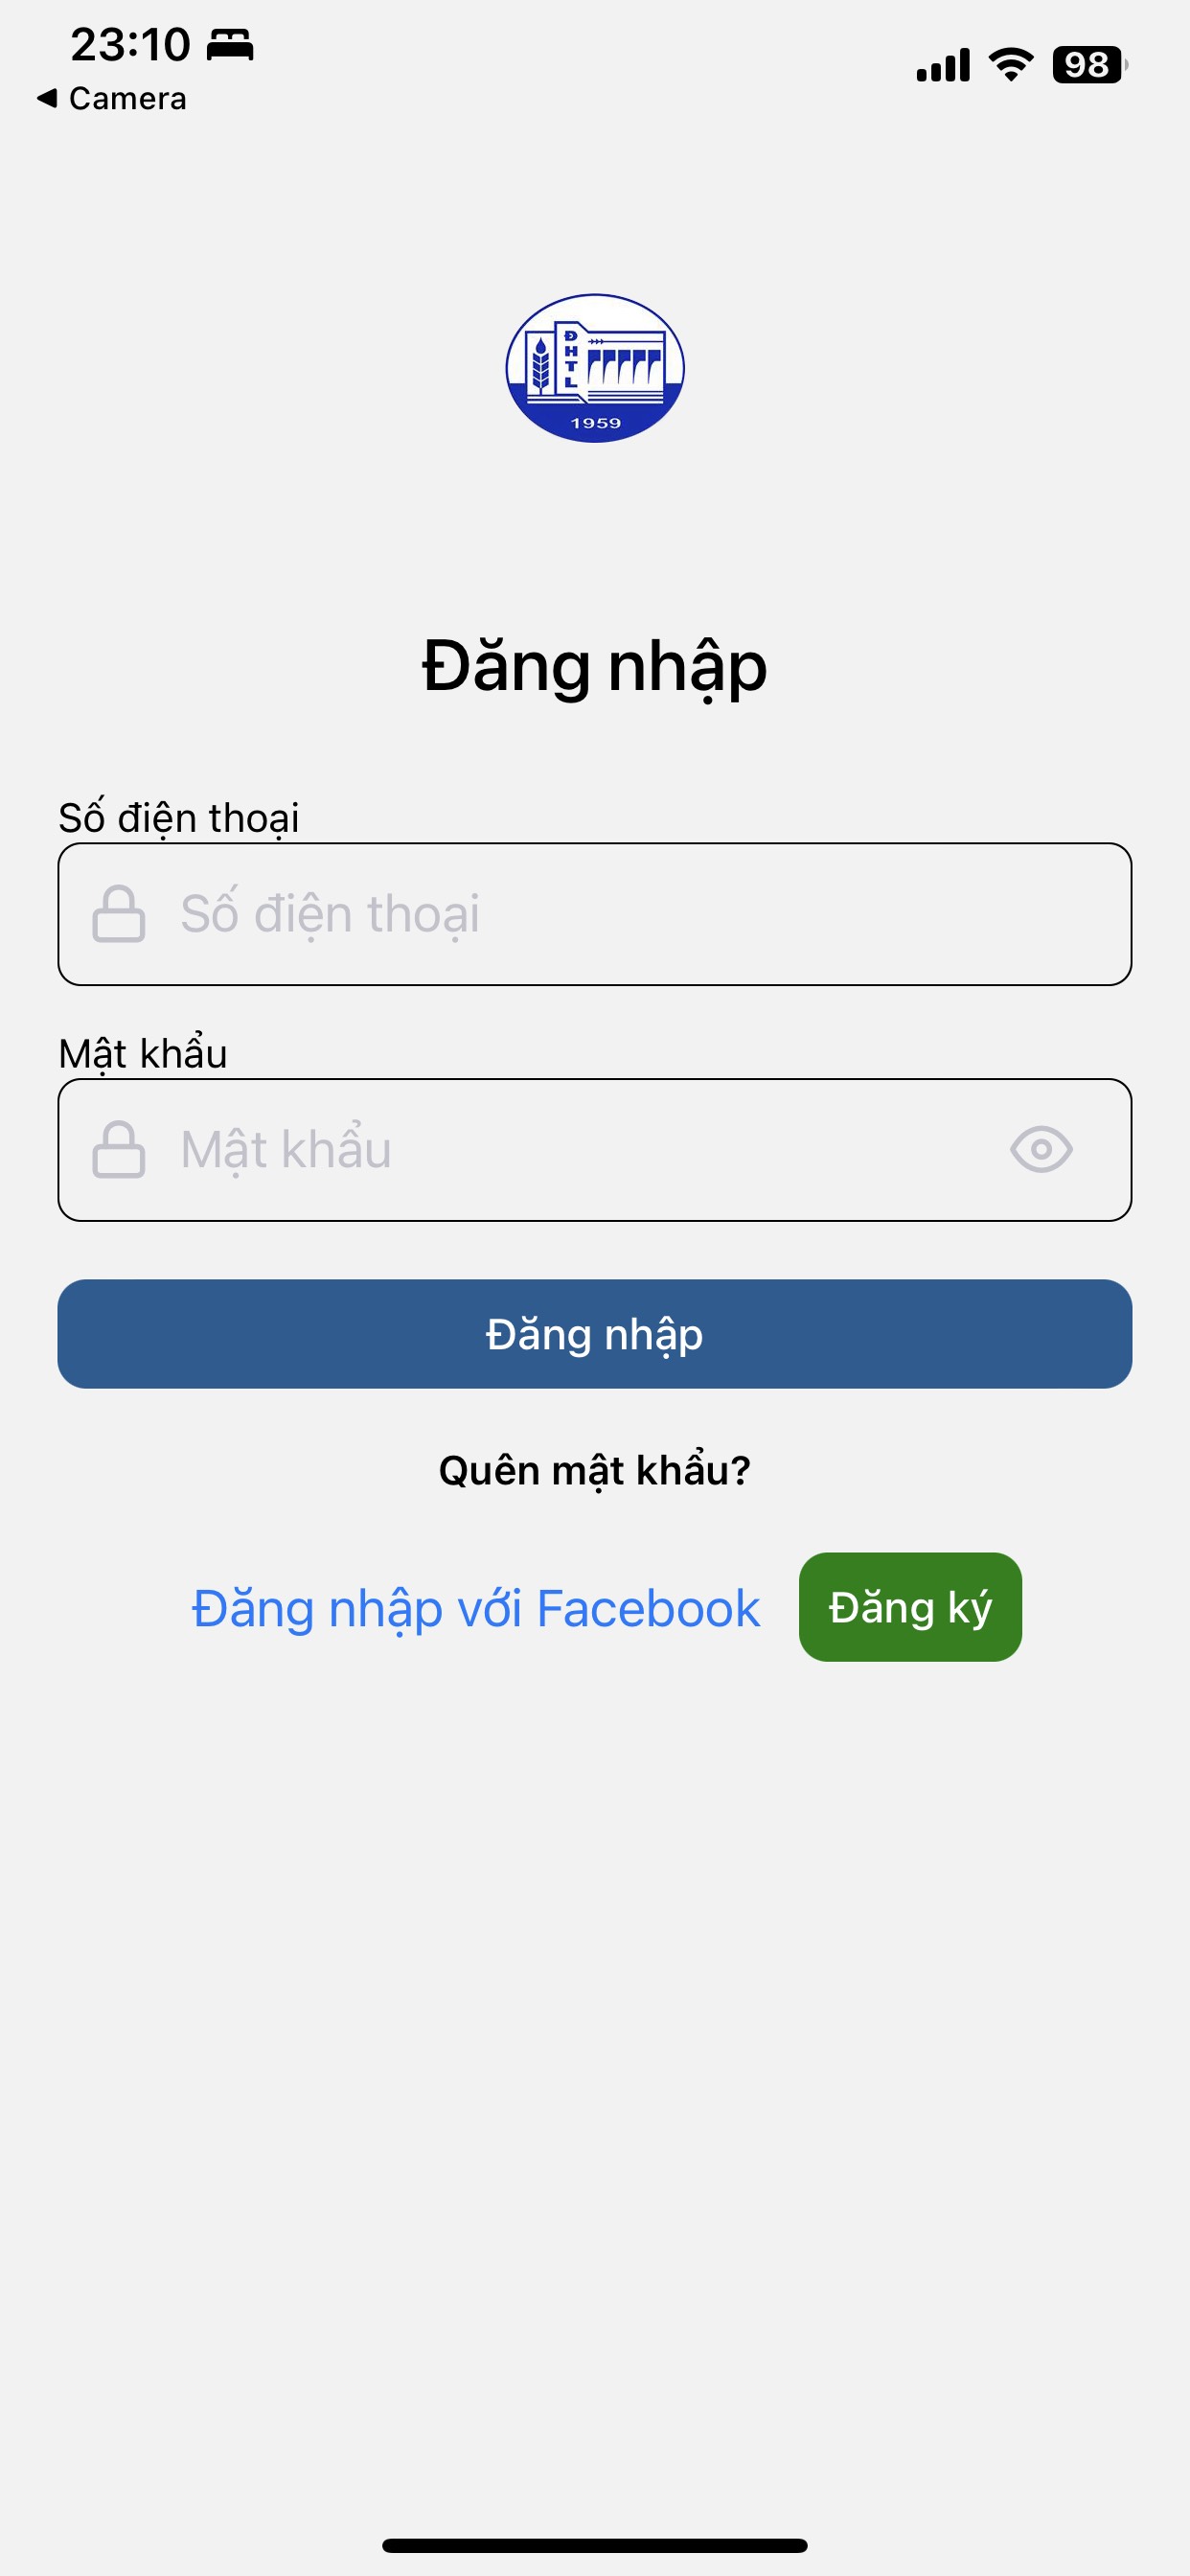 23:10
98
Camera
ĐHTL
1959
Đăng nhập
Số điện thoại
Số điện thoại
Mật khẩu
Mật khẩu
Đăng nhập
Quên mật khẩu?
Đăng nhập với Facebook
Đăng ký